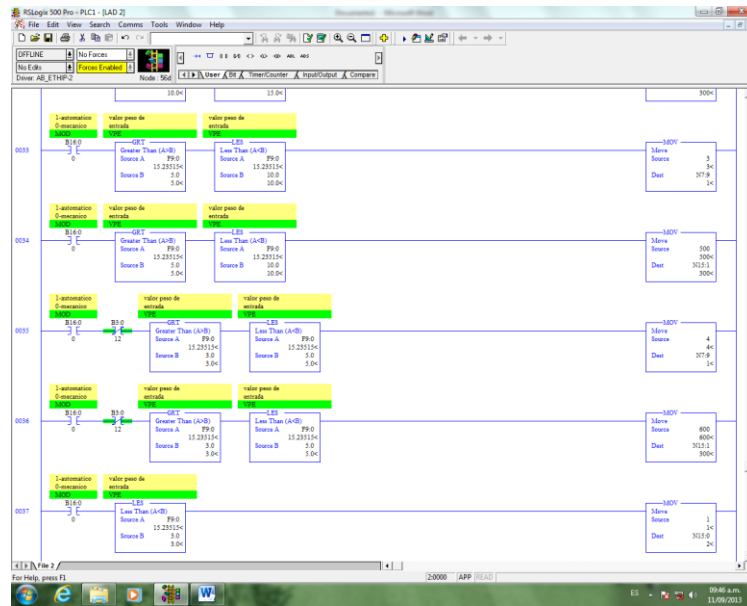 RSLogix 500 Pro - PLC1 - [LAD 2]
File Edit View Search Comms Tools Window Help
OFFLINE No Forces
No Edits Forces Enabled
Driver: AB_ETHIP-2 Node: 56d
ABL ABS
User Bit Timer/Counter Input/Output Compare
10.0< 15.0< 300<
0033
1-automatico
0-mecanico
MOD
B16:0
0
valor peso de
entrada
VPE
GRT
Greater Than (A>B)
Source A F9:0
15.23515<
Source B 5.0
5.0<
valor peso de
entrada
VPE
LES
Less Than (A<B)
Source A F9:0
15.23515<
Source B 10.0
10.0<
MOV
Move
Source 3
3<
Dest N7:9
1<
0034
1-automatico
0-mecanico
MOD
B16:0
0
valor peso de
entrada
VPE
GRT
Greater Than (A>B)
Source A F9:0
15.23515<
Source B 5.0
5.0<
valor peso de
entrada
VPE
LES
Less Than (A<B)
Source A F9:0
15.23515<
Source B 10.0
10.0<
MOV
Move
Source 500
500<
Dest N15:1
300<
0035
1-automatico
0-mecanico
MOD
B16:0
0
B3:0
12
valor peso de
entrada
VPE
GRT
Greater Than (A>B)
Source A F9:0
15.23515<
Source B 3.0
3.0<
valor peso de
entrada
VPE
LES
Less Than (A<B)
Source A F9:0
15.23515<
Source B 5.0
5.0<
MOV
Move
Source 4
4<
Dest N7:9
1<
0036
1-automatico
0-mecanico
MOD
B16:0
0
B3:0
12
valor peso de
entrada
VPE
GRT
Greater Than (A>B)
Source A F9:0
15.23515<
Source B 3.0
3.0<
valor peso de
entrada
VPE
LES
Less Than (A<B)
Source A F9:0
15.23515<
Source B 5.0
5.0<
MOV
Move
Source 600
600<
Dest N15:1
300<
0037
1-automatico
0-mecanico
MOD
B16:0
0
valor peso de
entrada
VPE
LES
Less Than (A<B)
Source A F9:0
15.23515<
Source B 3.0
3.0<
MOV
Move
Source 1
1<
Dest N15:0
2<
File 2
For Help, press F1 2:0000 APP READ
ES 09:46 a.m.
11/09/2013